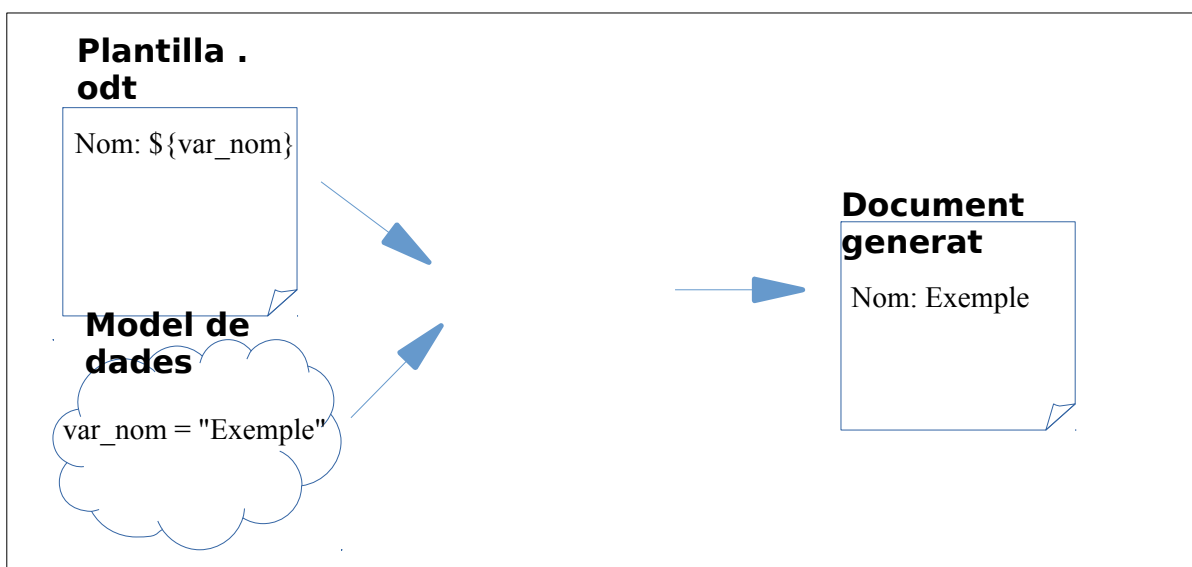 Plantilla .
odt
Nom: ${var_nom}
Model de
dades
var_nom = "Exemple"
Document
generat
Nom: Exemple